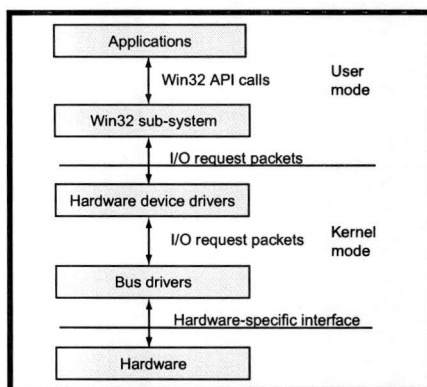 Applications
Win32 API calls
User
mode
Win32 sub-system
I/O request packets
Hardware device drivers
I/O request packets
Kernel
mode
Bus drivers
Hardware-specific interface
Hardware